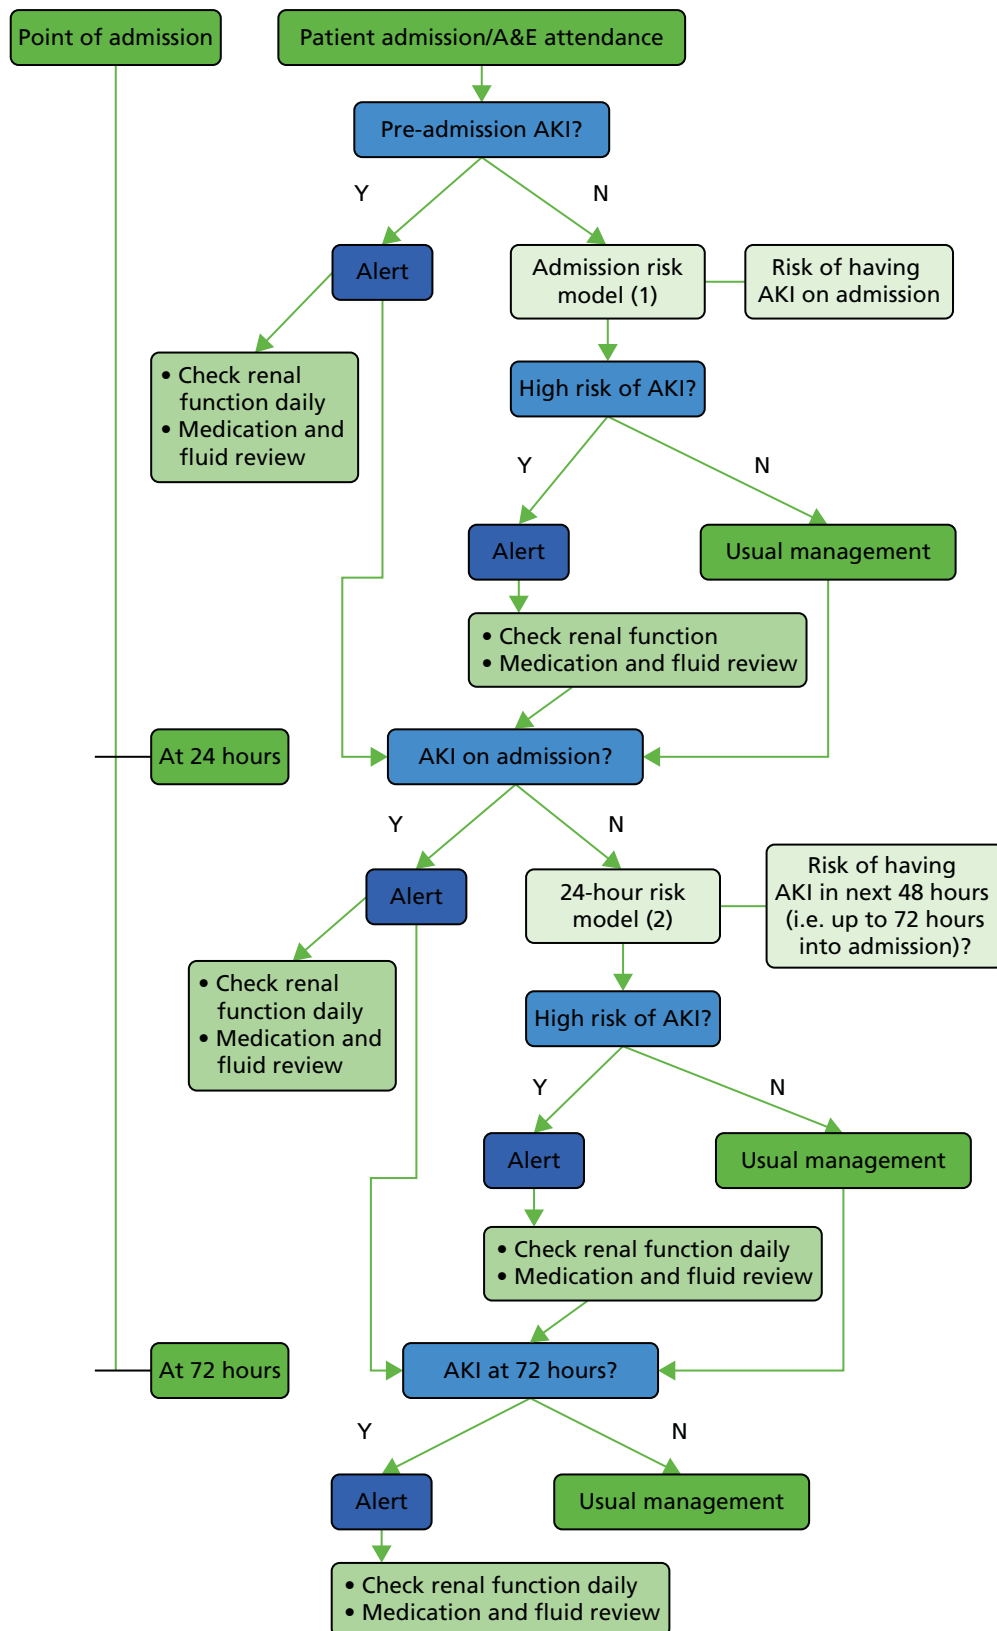 Point of admission
Patient admission/A&E attendance
Pre-admission AKI?
Y
N
Alert
Admission risk
model (1)
Risk of having
AKI on admission
• Check renal
function daily
• Medication and
fluid review
High risk of AKI?
Y
N
Alert
Usual management
• Check renal function
• Medication and fluid review
At 24 hours
AKI on admission?
Y
N
Alert
24-hour risk
model (2)
Risk of having
AKI in next 48 hours
(i.e. up to 72 hours
into admission)?
• Check renal
function daily
• Medication and
fluid review
High risk of AKI?
Y
N
Alert
Usual management
• Check renal function daily
• Medication and fluid review
At 72 hours
AKI at 72 hours?
Y
N
Alert
Usual management
• Check renal function daily
• Medication and fluid review